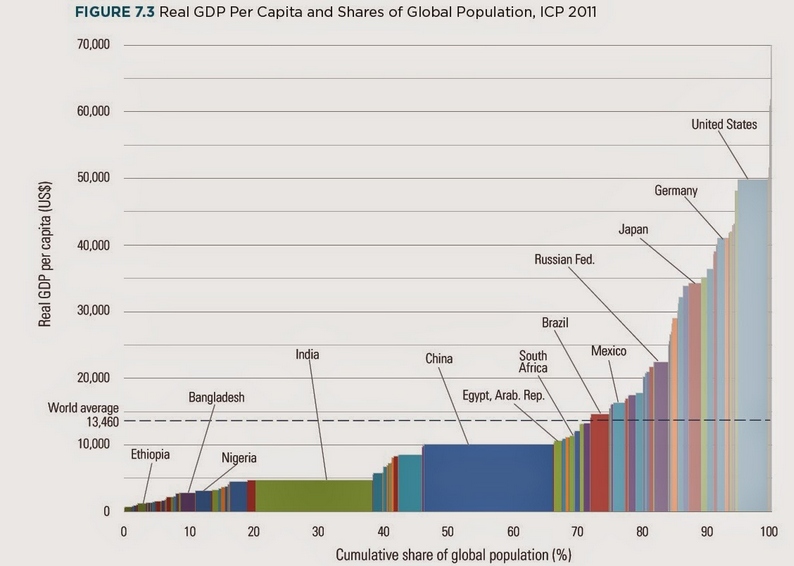 FIGURE 7.3 Real GDP Per Capita and Shares of Global Population, ICP 2011
70,000
60,000
50,000
40,000
30,000
20,000
World average
13,460
10,000
0
Real GDP per capita (US$)
Ethiopia
Bangladesh
Nigeria
India
China
Egypt, Arab. Rep.
South
Africa
Brazil
Russian Fed.
Mexico
Japan
Germany
United States
0 10 20 30 40 50 60 70 80 90 100
Cumulative share of global population (%)